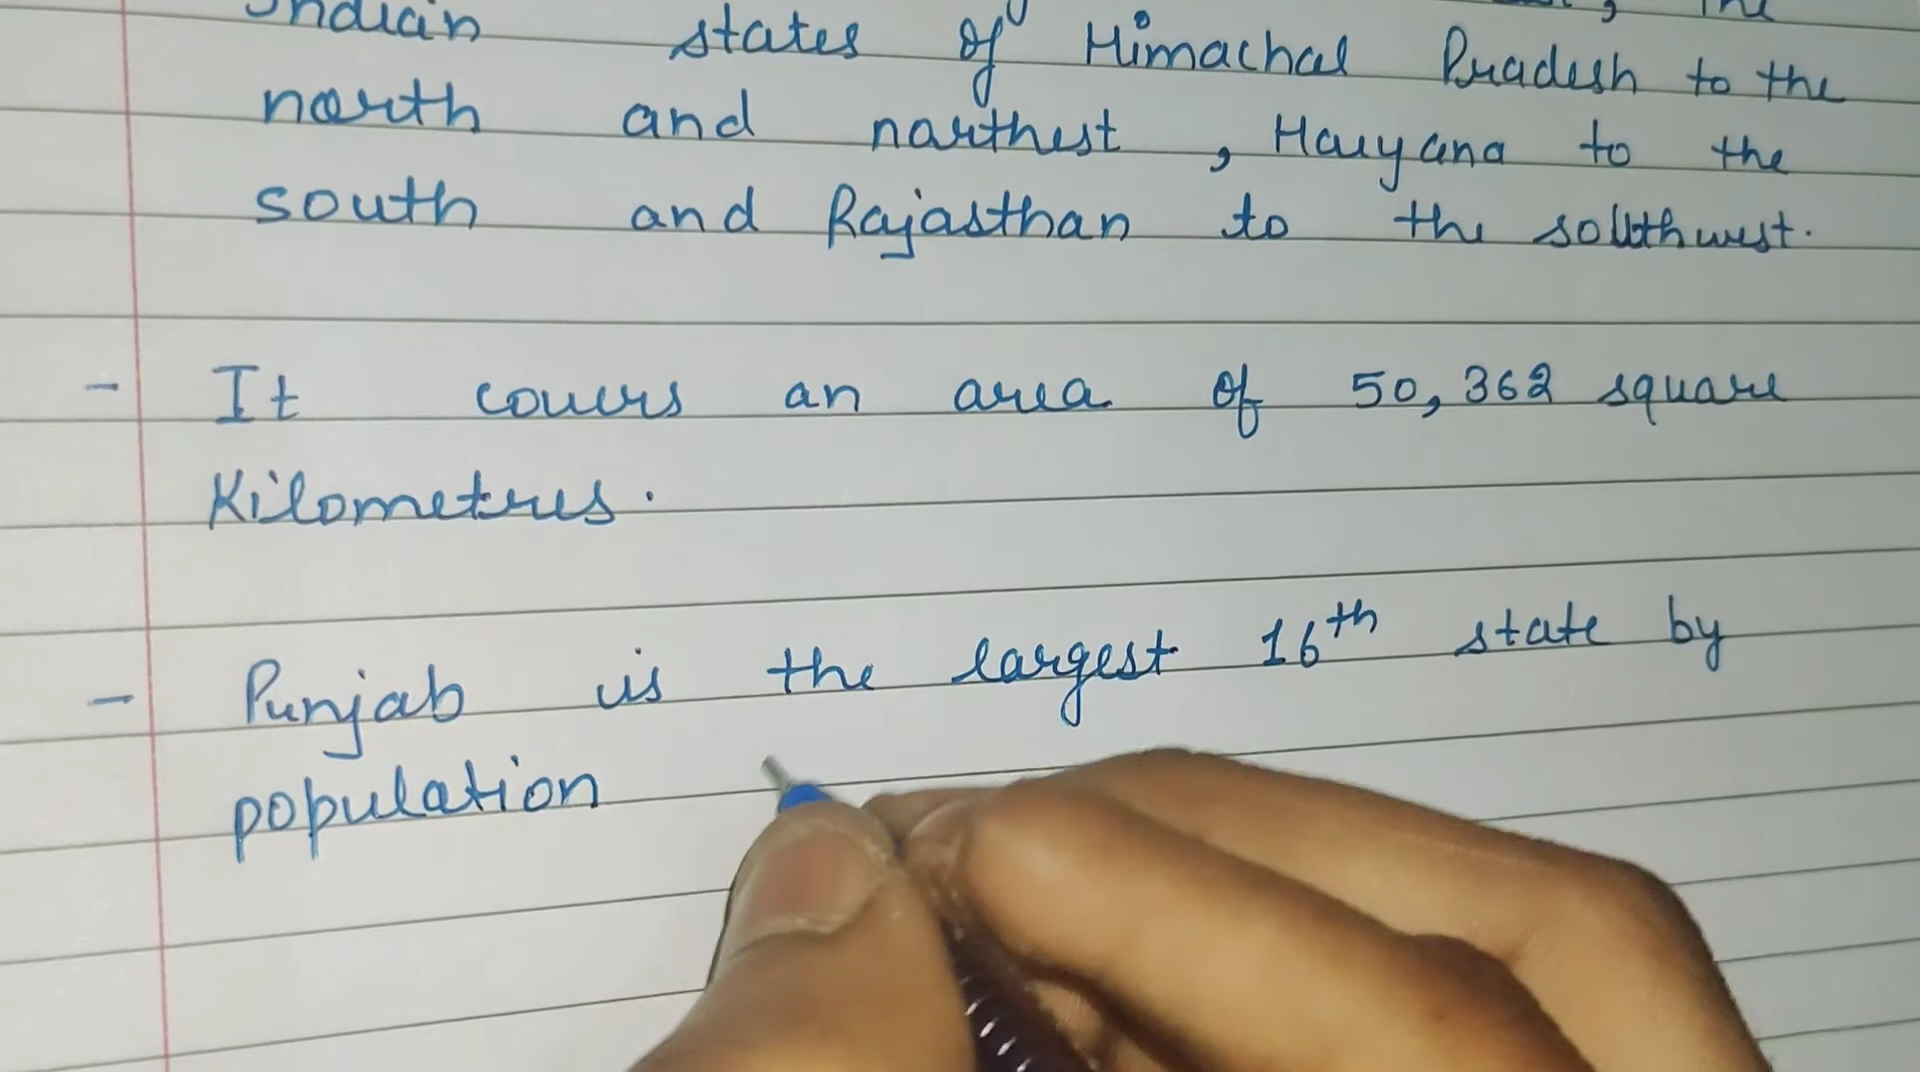 Indian states of Himachal Pradesh to the
north and northest, Haryana to the
south and Rajasthan to the southwest.
- It covers an area of 50,362 square
Kilometres.
- Punjab is the largest 16th state by
population